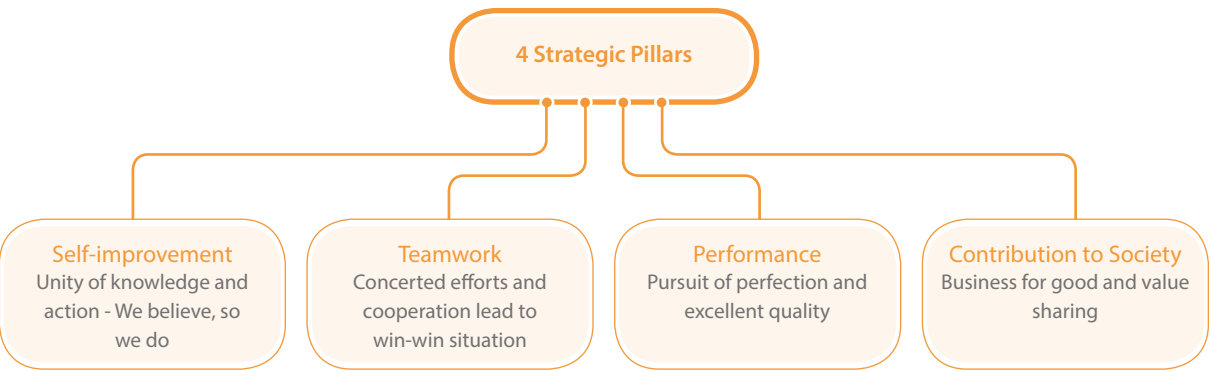 4 Strategic Pillars
Self-improvement
Unity of knowledge and
action - We believe, so
we do
Teamwork
Concerted efforts and
cooperation lead to
win-win situation
Performance
Pursuit of perfection and
excellent quality
Contribution to Society
Business for good and value
sharing